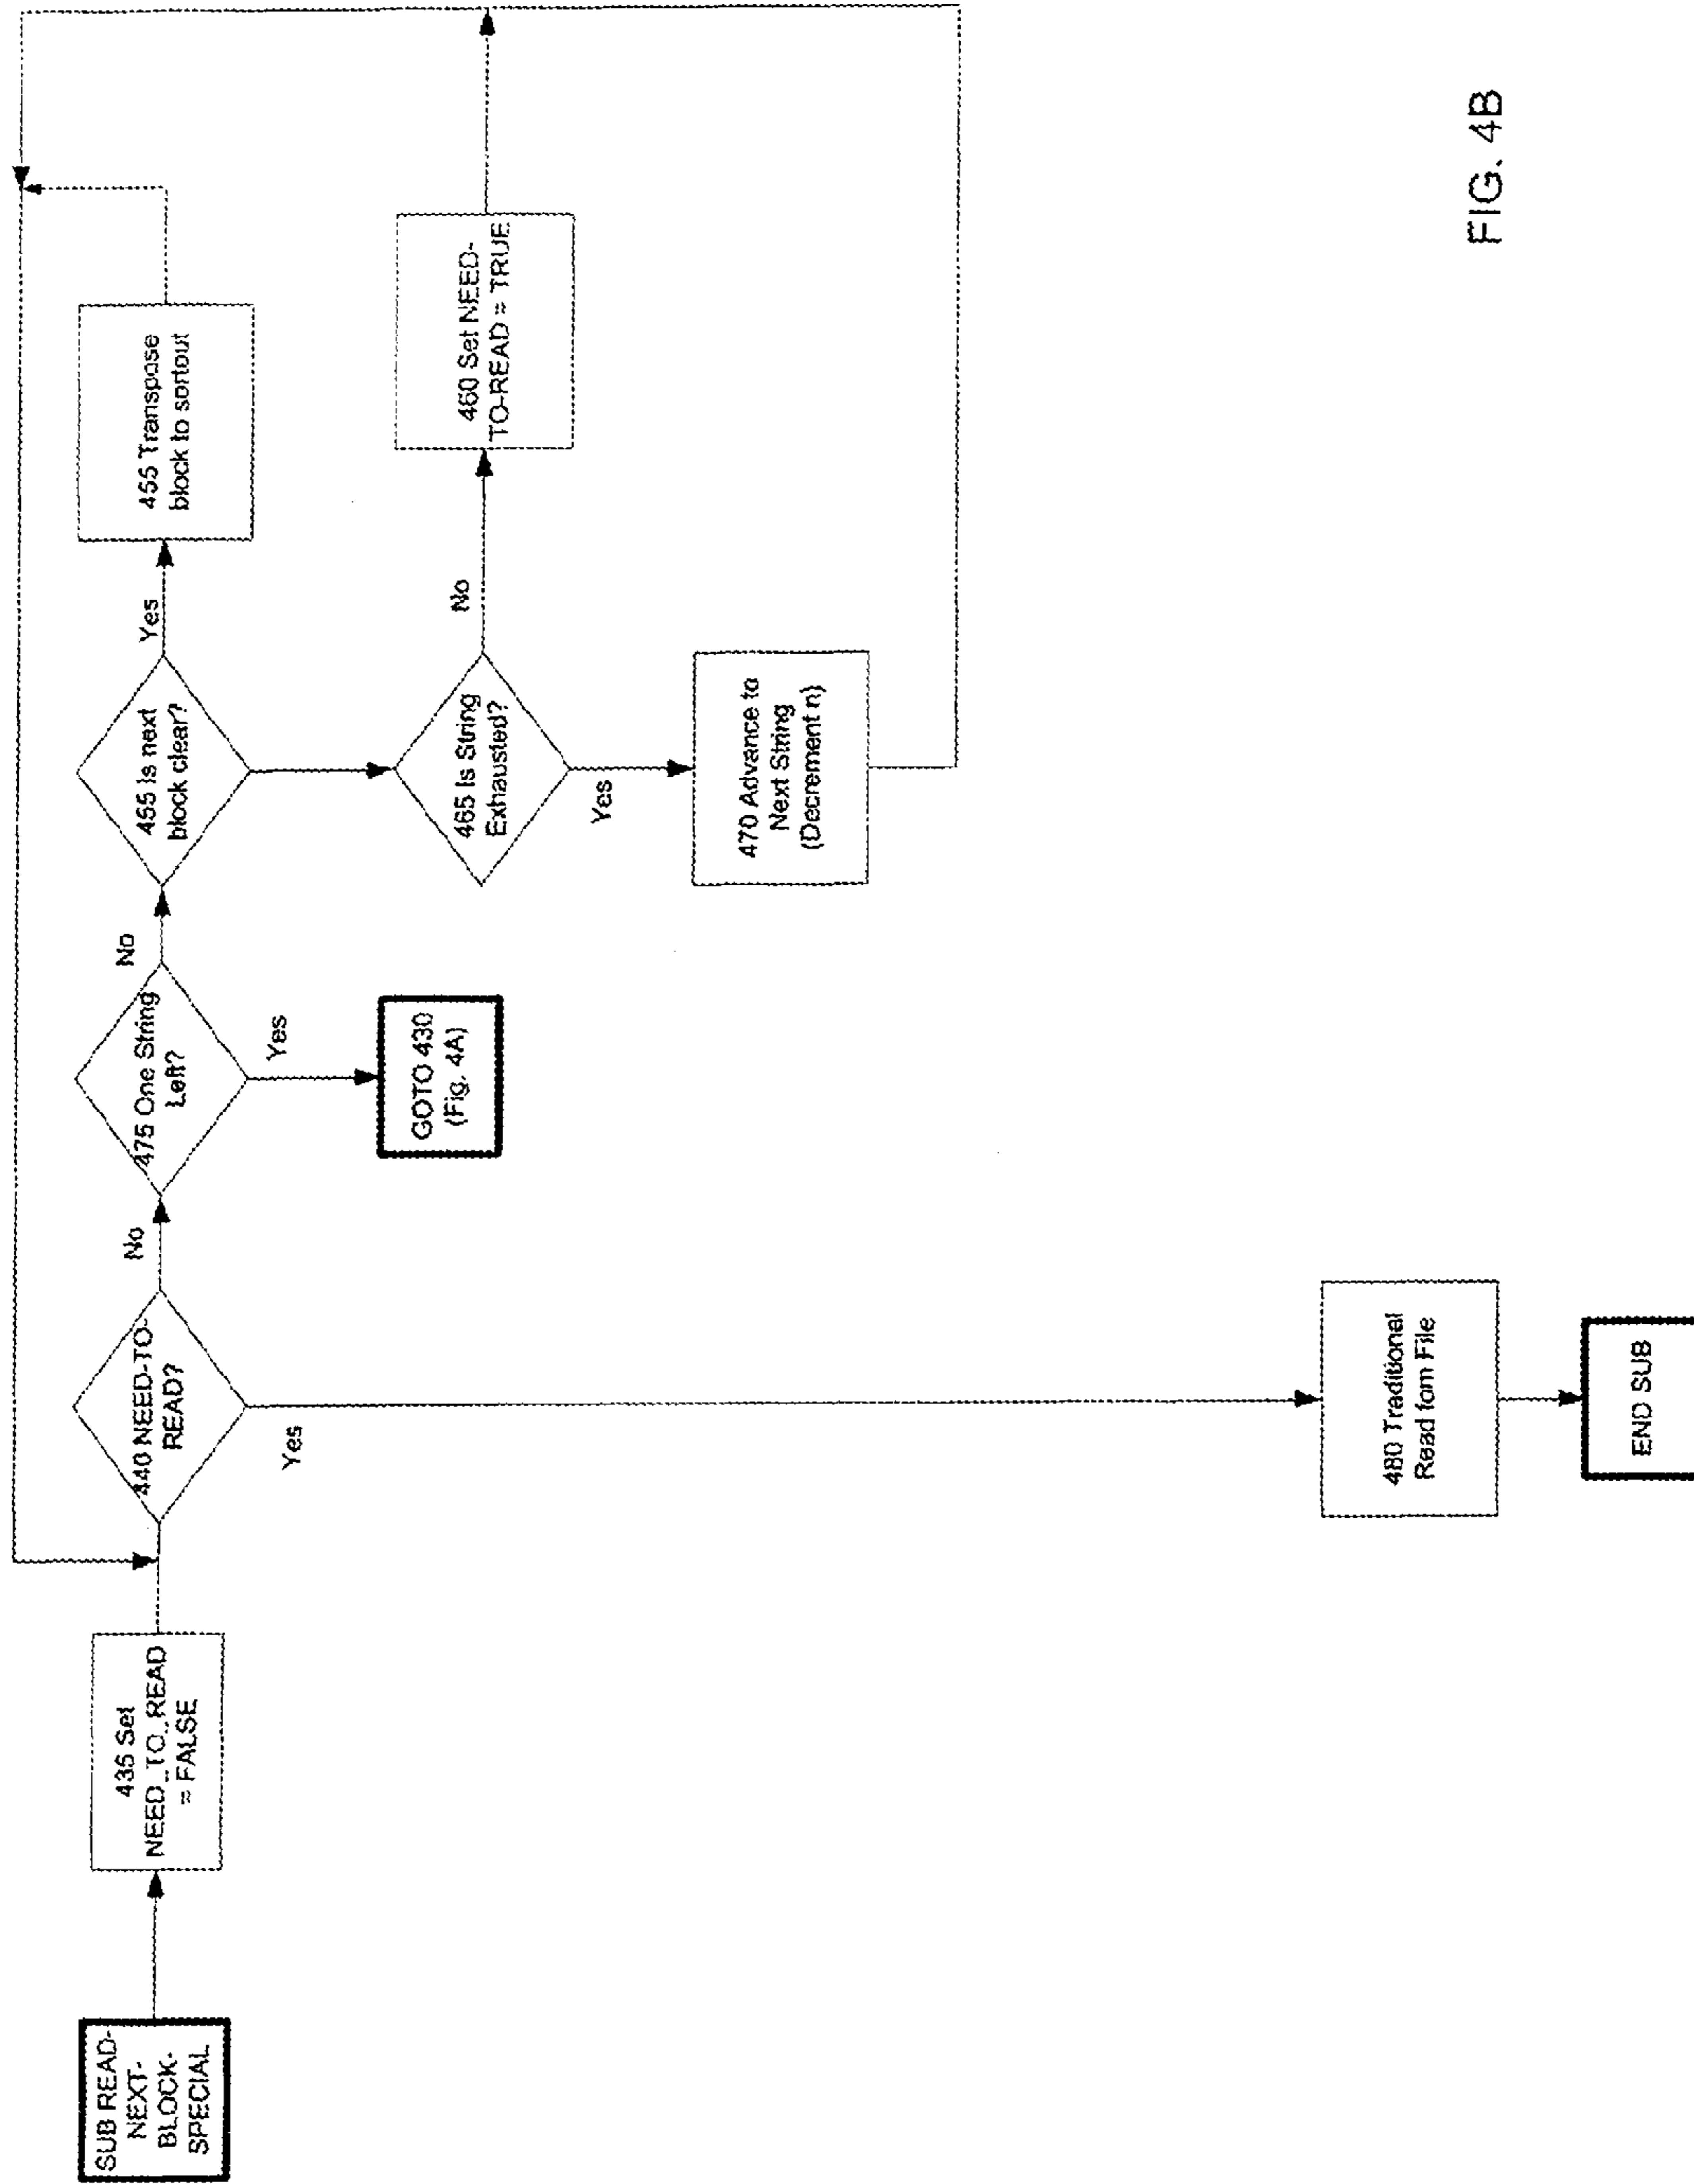 SUB READ-
NEXT-
BLOCK-
SPECIAL
435 Set
NEED_TO_READ
= FALSE
440 NEED-TO-
READ?
No
Yes
475 One String
Left?
No
Yes
GOTO 430
(Fig. 4A)
455 Is next
block clear?
Yes
455 Transpose
block to sortout
465 Is String
Exhausted?
No
Yes
460 Set NEED-
TO-READ = TRUE
470 Advance to
Next String
(Decrement n)
480 Traditional
Read fom File
END SUB
FIG. 4B